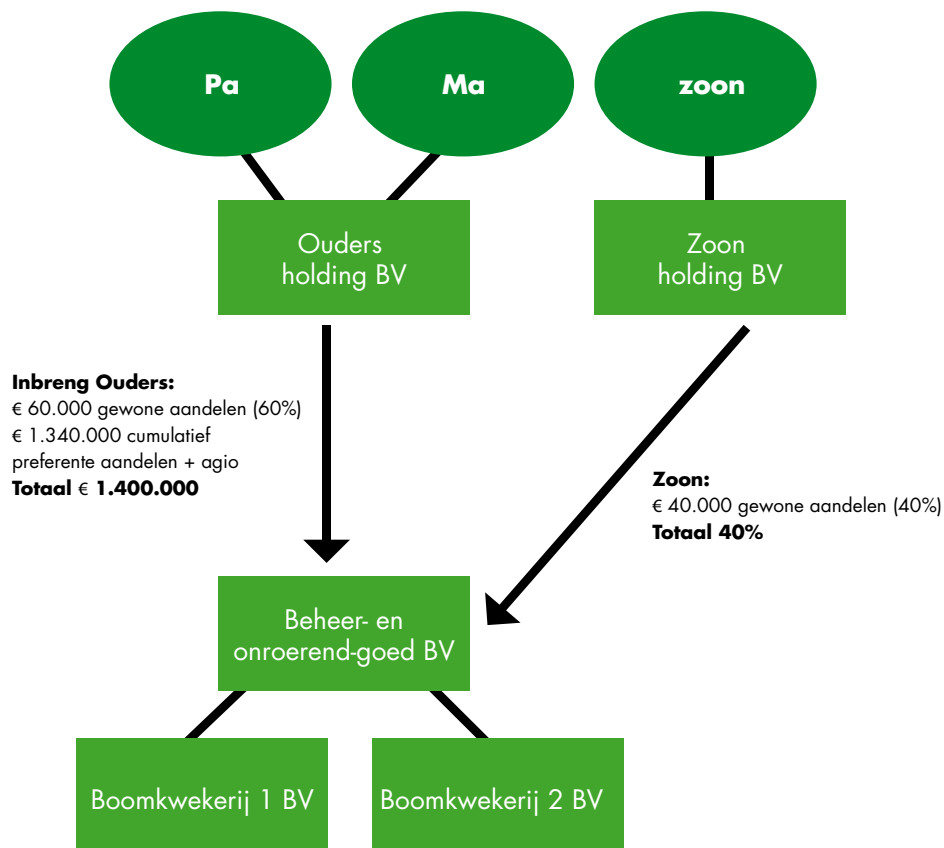 Pa
Ma
zoon
Ouders
holding BV
Zoon
holding BV
Inbreng Ouders:
€ 60.000 gewone aandelen (60%)
€ 1.340.000 cumulatief
preferente aandelen + agio
Totaal € 1.400.000
Zoon:
€ 40.000 gewone aandelen (40%)
Totaal 40%
Beheer- en
onroerend-goed BV
Boomkwekerij 1 BV
Boomkwekerij 2 BV